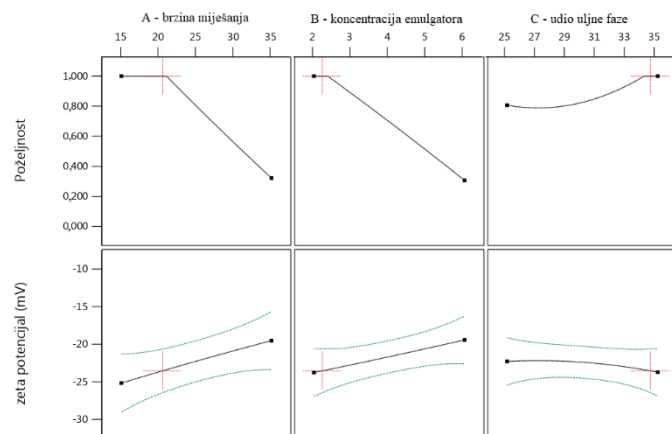 A - brzina miješanja
B - koncentracija emulgatora
C - udio uljne faze
15 20 25 30 35
2 3 4 5 6
25 27 29 31 33 35
Poželjnost
1,000
0,800
0,600
0,400
0,200
0,000
zeta potencijal (mV)
-10
-15
-20
-25
-30